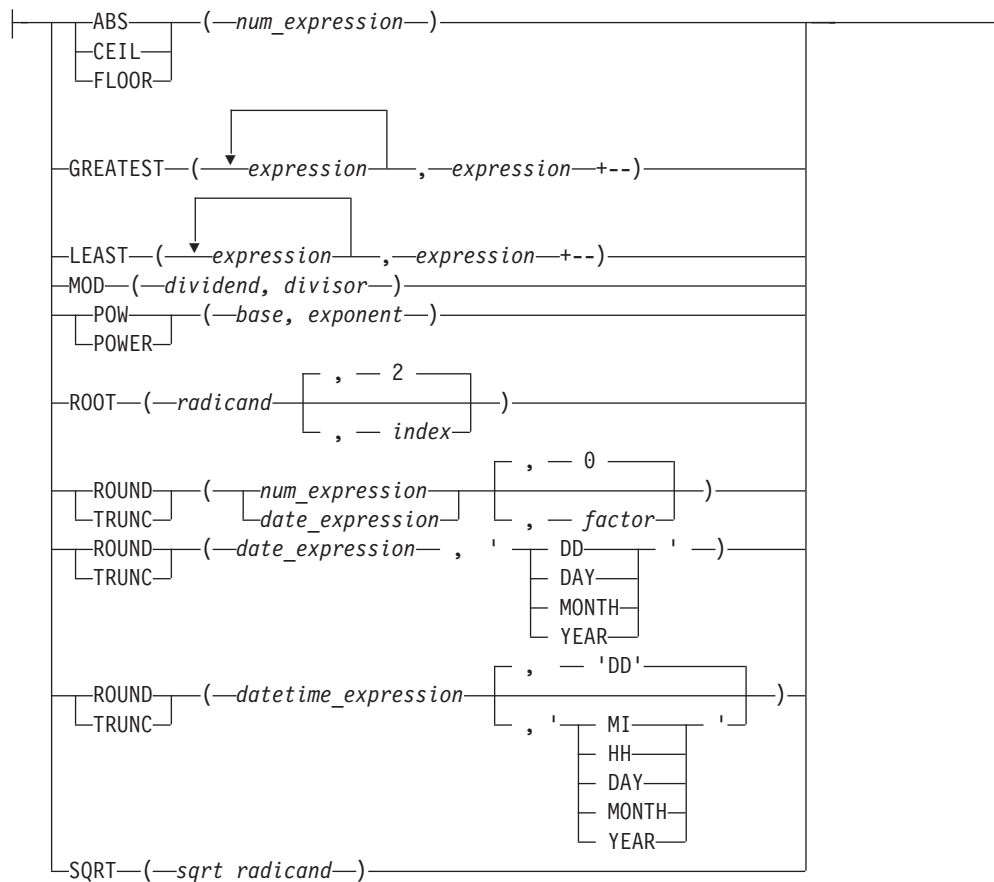 ABS ( num_expression )
CEIL
FLOOR
GREATEST ( expression , expression +--)
LEAST ( expression , expression +--)
MOD ( dividend, divisor )
POW ( base, exponent )
POWER
, 2
ROOT ( radicand )
, index
, 0
ROUND ( num_expression )
TRUNC date_expression , factor
ROUND ( date_expression , ' DD ' )
TRUNC DAY
MONTH
YEAR
, 'DD'
ROUND ( datetime_expression )
TRUNC , ' MI '
HH
DAY
MONTH
YEAR
SQRT ( sqrt_radicand )